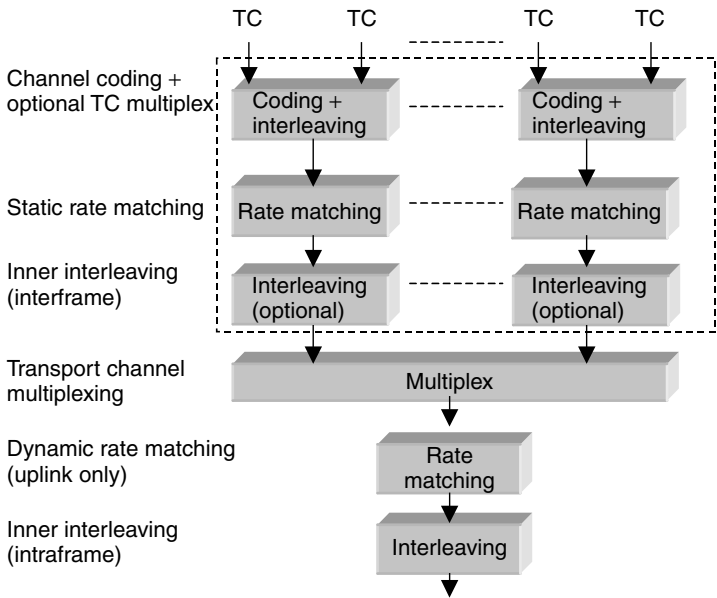 TC TC TC TC
Channel coding +
optional TC multiplex
Coding +
interleaving
Coding +
interleaving
Static rate matching
Rate matching
Rate matching
Inner interleaving
(interframe)
Interleaving
(optional)
Interleaving
(optional)
Transport channel
multiplexing
Multiplex
Dynamic rate matching
(uplink only)
Rate
matching
Inner interleaving
(intraframe)
Interleaving